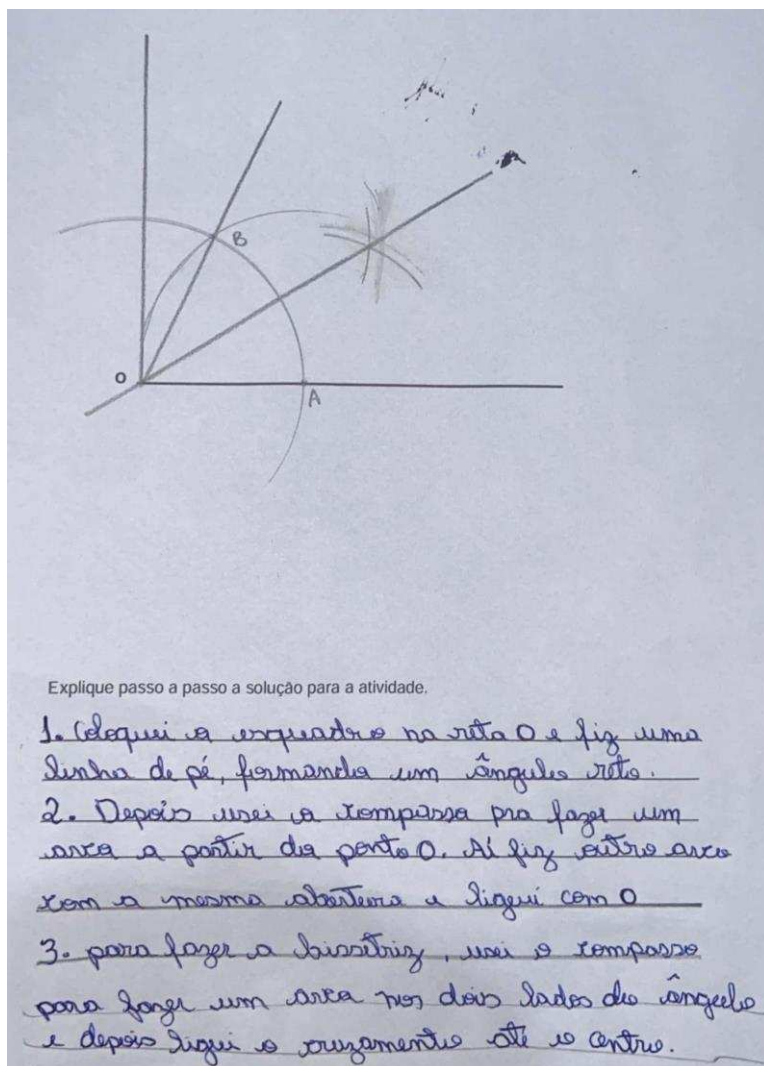 B
O
A
Explique passo a passo a solução para a atividade.
1. Coloquei o esquadro na reta O e fiz uma
linha de pé, formando um ângulo reto.
2. Depois usei o compasso pra fazer um
arco a partir do ponto O. Aí fiz outro arco
com a mesma abertura e liguei com O
3. para fazer a bissetriz, usei o compasso
para fazer um arco nos dois lados do ângulo
e depois liguei o cruzamento até o centro.